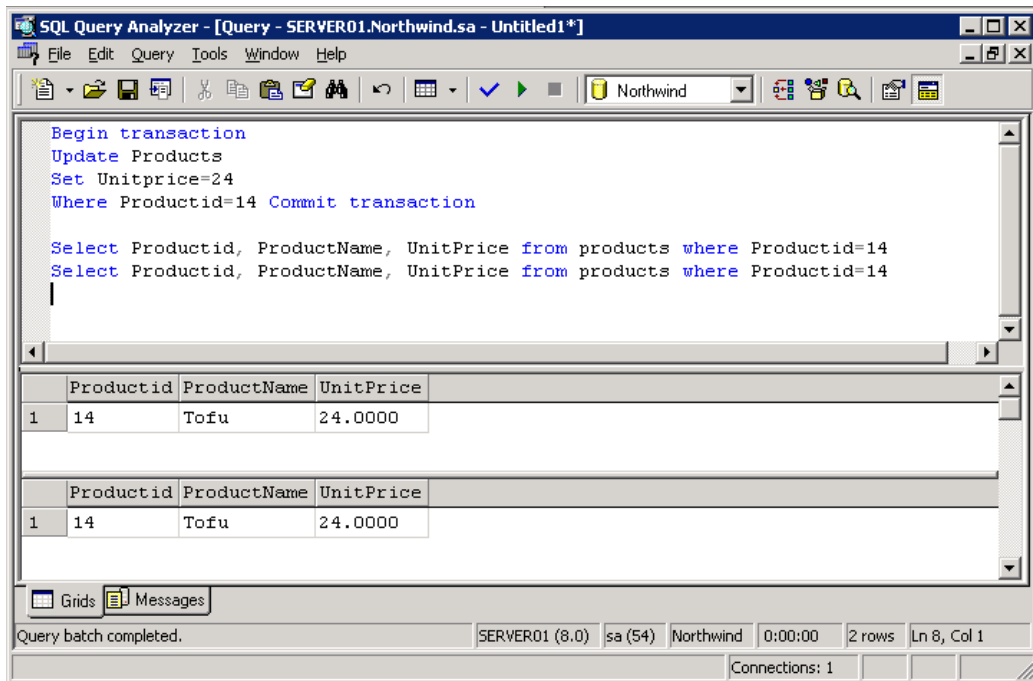 SQL Query Analyzer - [Query - SERVER01.Northwind.sa - Untitled1*]
File Edit Query Tools Window Help
Northwind
Begin transaction
Update Products
Set Unitprice=24
Where Productid=14 Commit transaction
Select Productid, ProductName, UnitPrice from products where Productid=14
Select Productid, ProductName, UnitPrice from products where Productid=14
Productid ProductName UnitPrice
1 14 Tofu 24.0000
Productid ProductName UnitPrice
1 14 Tofu 24.0000
Grids Messages
Query batch completed. SERVER01 (8.0) sa (54) Northwind 0:00:00 2 rows Ln 8, Col 1
Connections: 1